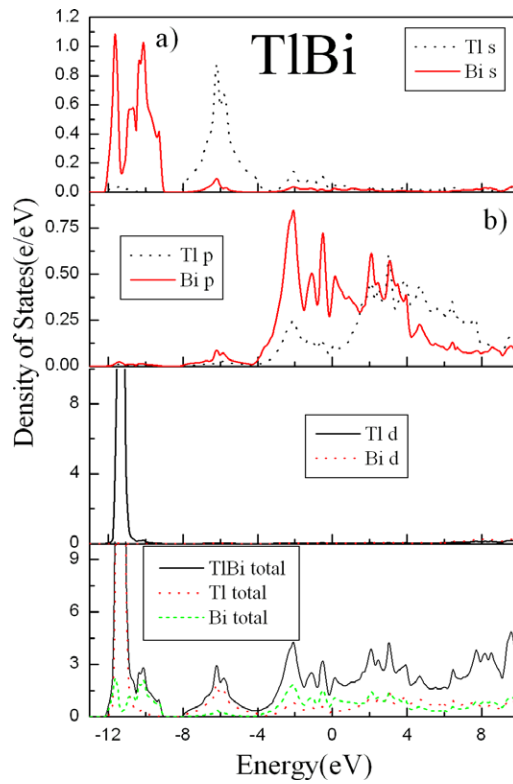 1.2
a)
TlBi
1.0
Tl s
Bi s
0.8
0.6
0.4
0.2
0.0
b)
0.75
Tl p
Bi p
0.50
0.25
0.00
Density of States(e/eV)
8
Tl d
Bi d
4
0
9
TlBi total
Tl total
Bi total
6
3
0
-12 -8 -4 0 4 8
Energy(eV)